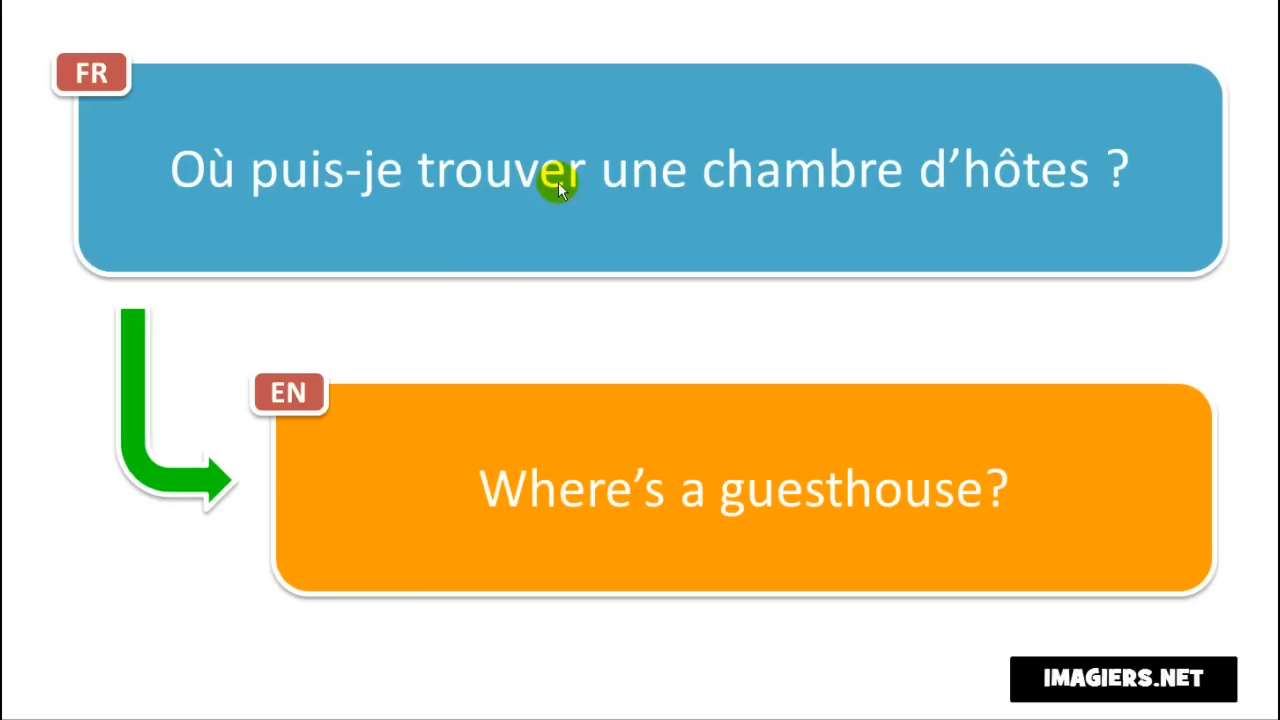 FR
Où puis-je trouver une chambre d’hôtes ?
EN
Where’s a guesthouse?
IMAGIERS.NET